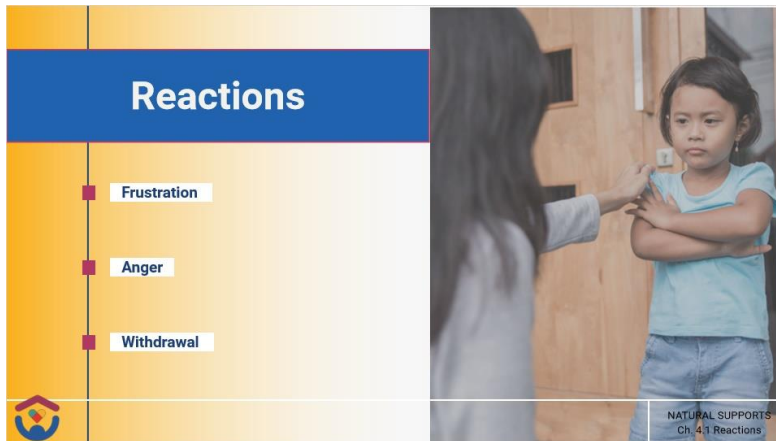 Reactions
Frustration
Anger
Withdrawal
NATURAL SUPPORTS
Ch. 4.1 Reactions